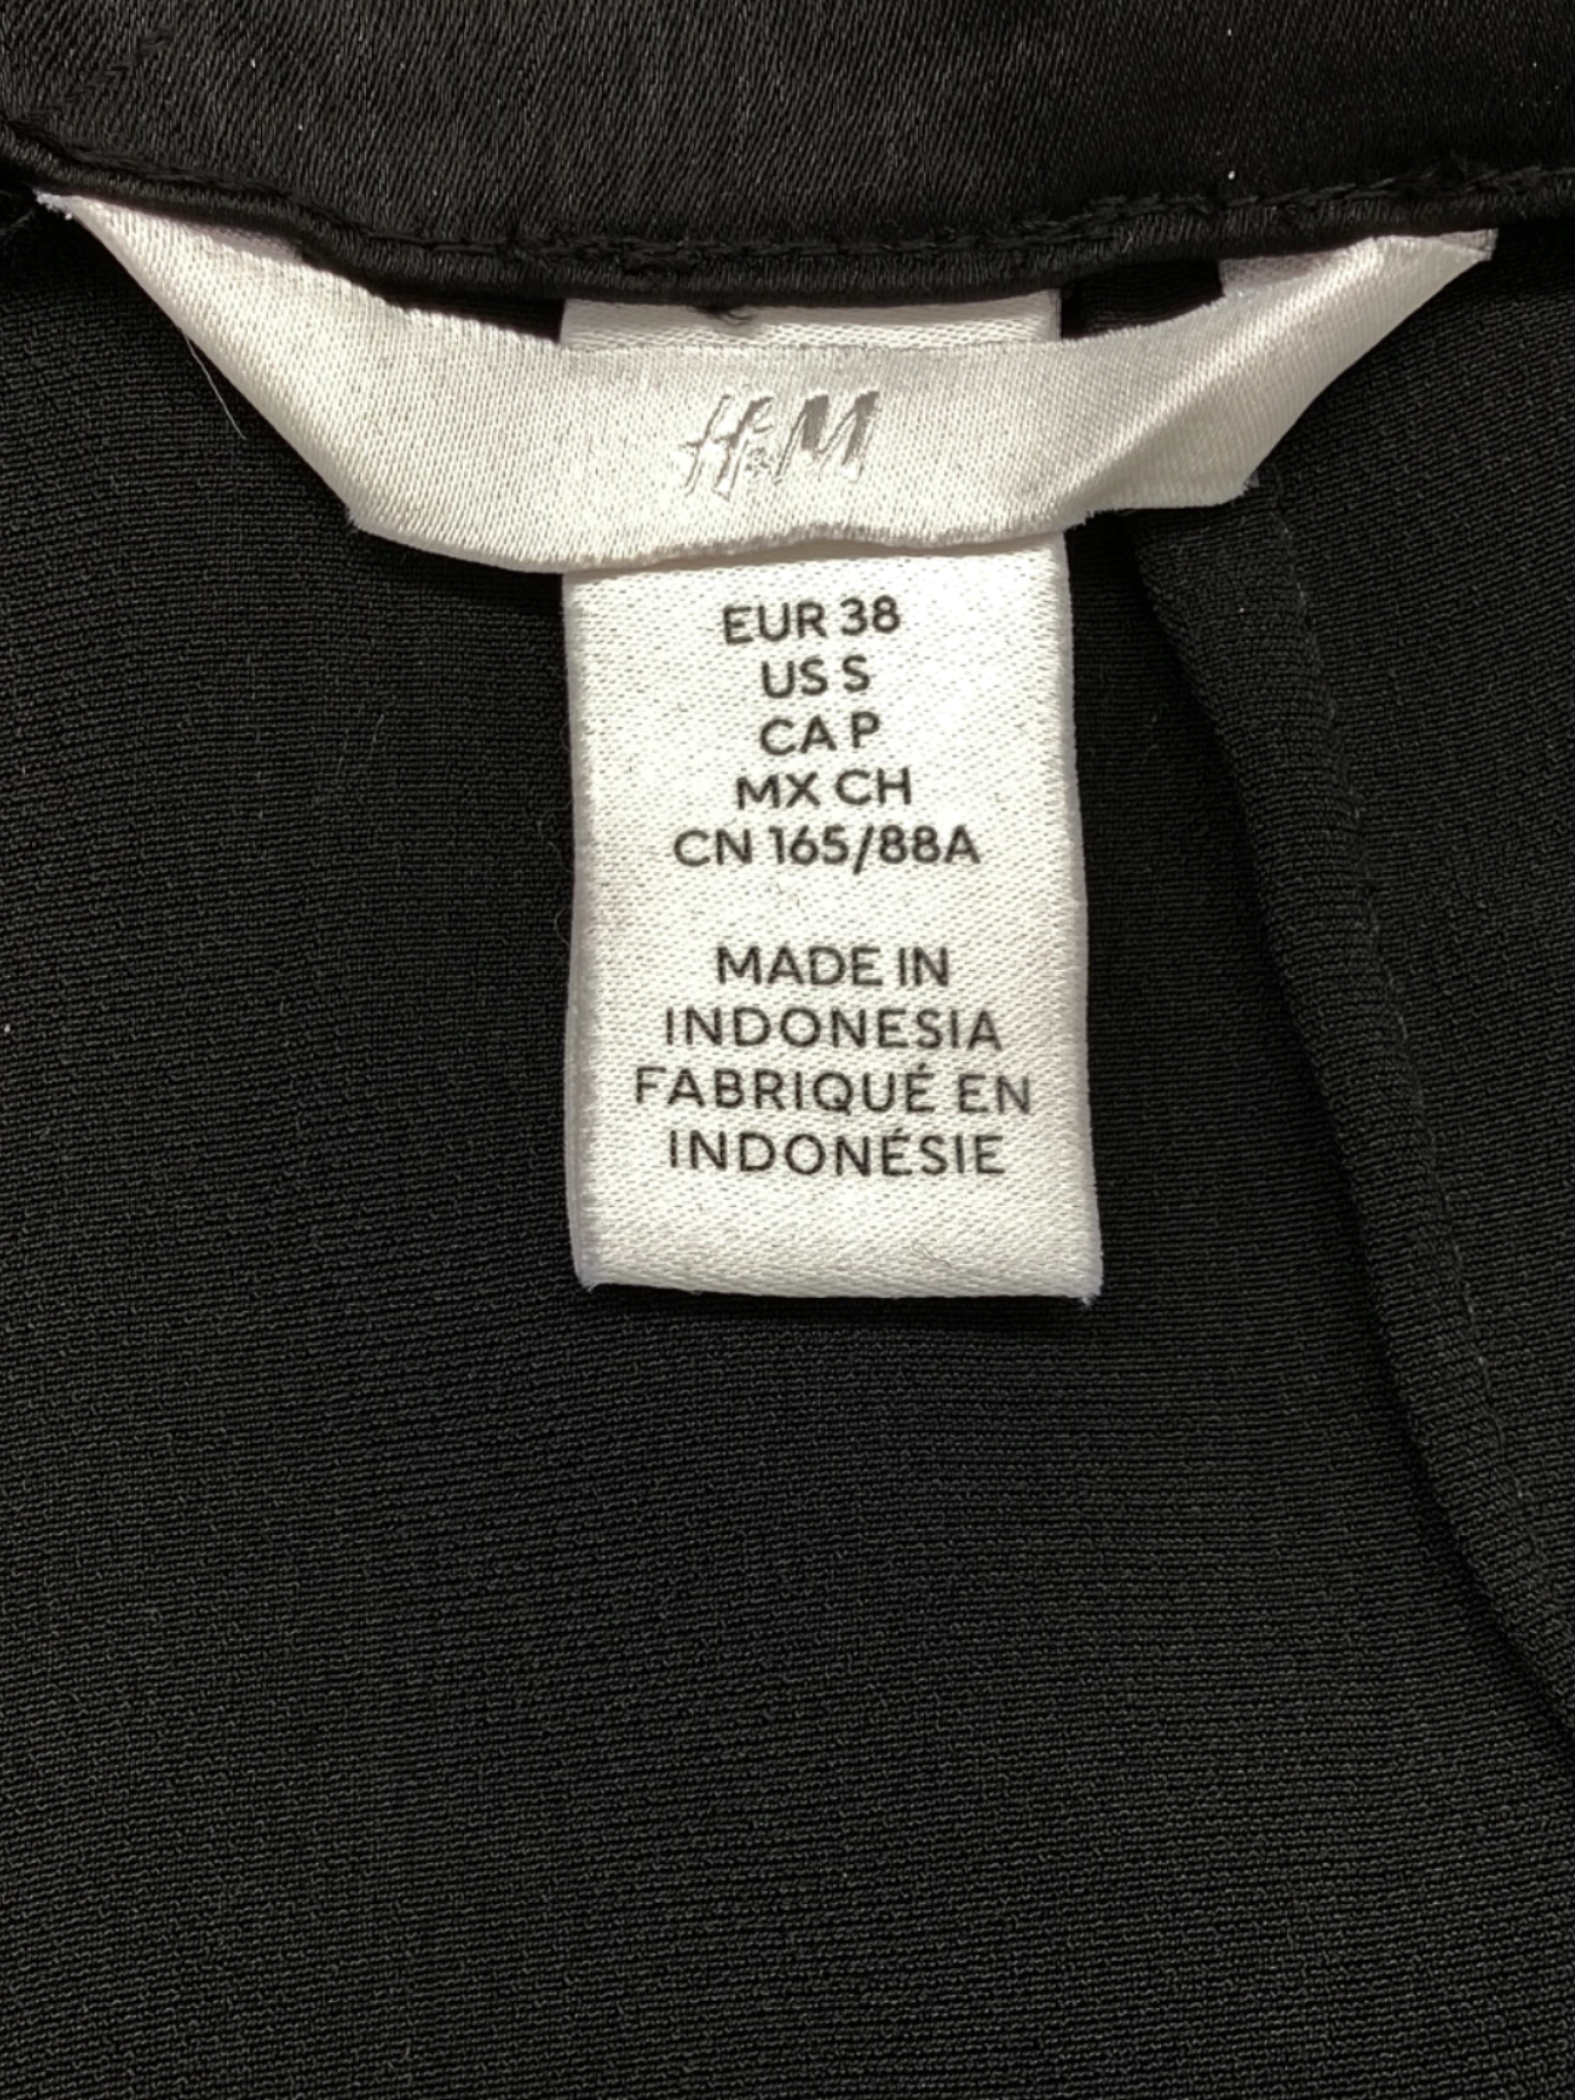 H&M
EUR 38
US S
CA P
MX CH
CN 165/88A
MADE IN
INDONESIA
FABRIQUÉ EN
INDONÉSIE